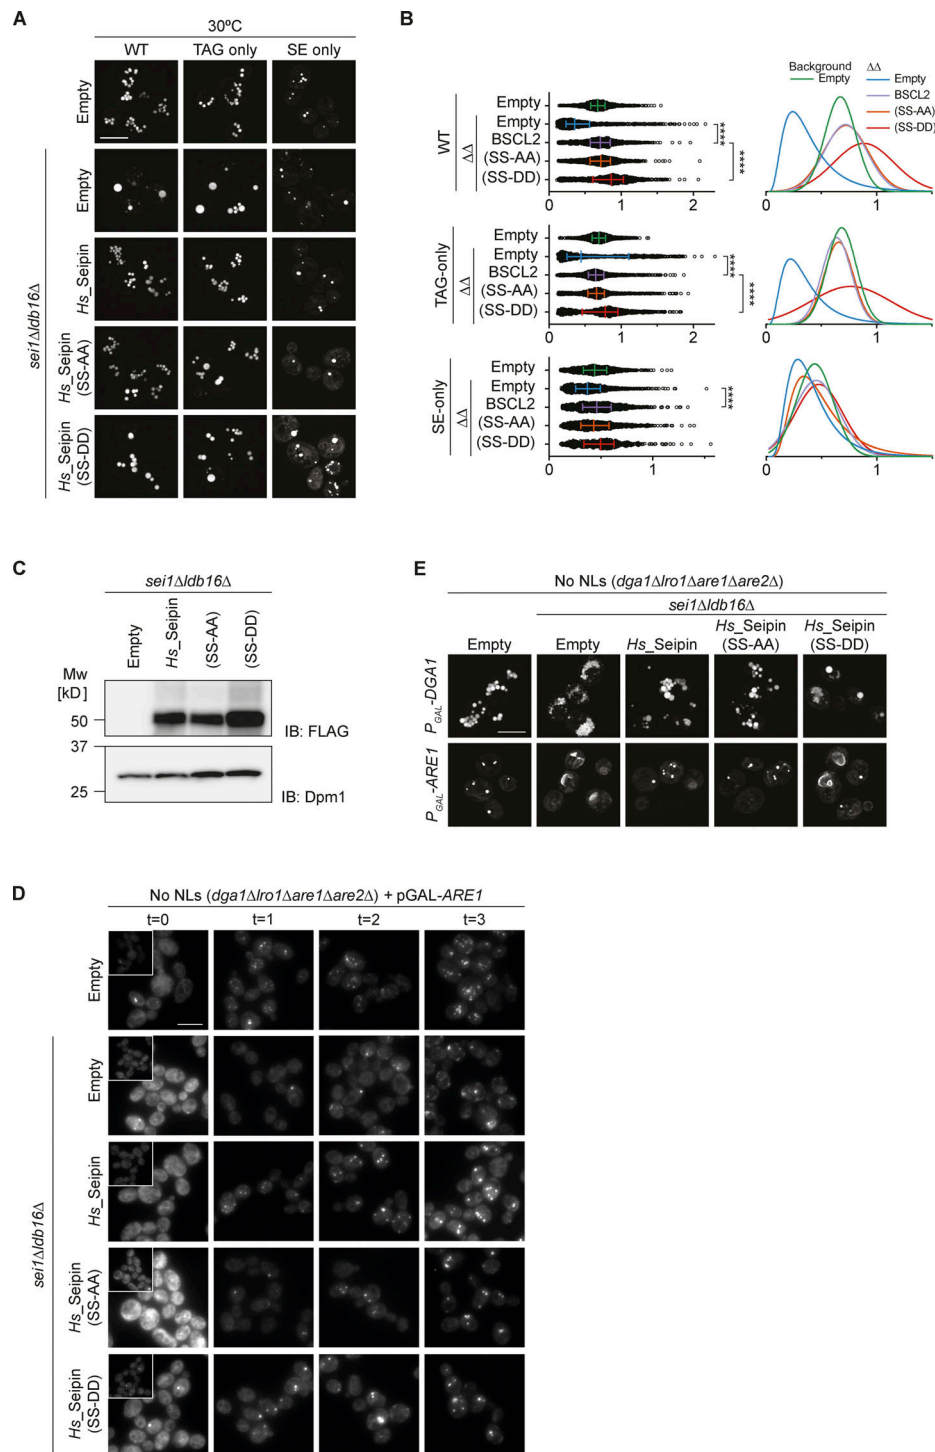 A
30ºC
WT TAG only SE only
Empty
sei1Δldb16Δ
Empty
Hs_Seipin
Hs_Seipin
(SS-AA)
Hs_Seipin
(SS-DD)
B
Background ΔΔ
Empty Empty
BSCL2
(SS-AA)
(SS-DD)
WT
ΔΔ
Empty
Empty
BSCL2
(SS-AA)
(SS-DD)
****
****
0 1 2
0 1
TAG-only
ΔΔ
Empty
Empty
BSCL2
(SS-AA)
(SS-DD)
****
****
0 1 2
0 1
SE-only
ΔΔ
Empty
Empty
BSCL2
(SS-AA)
(SS-DD)
****
0 1
0 1
C
sei1Δldb16Δ
Empty
Hs_Seipin
(SS-AA)
(SS-DD)
Mw
[kD]
50
IB: FLAG
37
25
IB: Dpm1
E
No NLs (dga1Δlro1Δare1Δare2Δ)
sei1Δldb16Δ
Empty Empty Hs_Seipin Hs_Seipin (SS-AA) Hs_Seipin (SS-DD)
PGAL-DGA1
PGAL-ARE1
D
No NLs (dga1Δlro1Δare1Δare2Δ) + pGAL-ARE1
t=0 t=1 t=2 t=3
Empty
sei1Δldb16Δ
Empty
Hs_Seipin
Hs_Seipin
(SS-AA)
Hs_Seipin
(SS-DD)